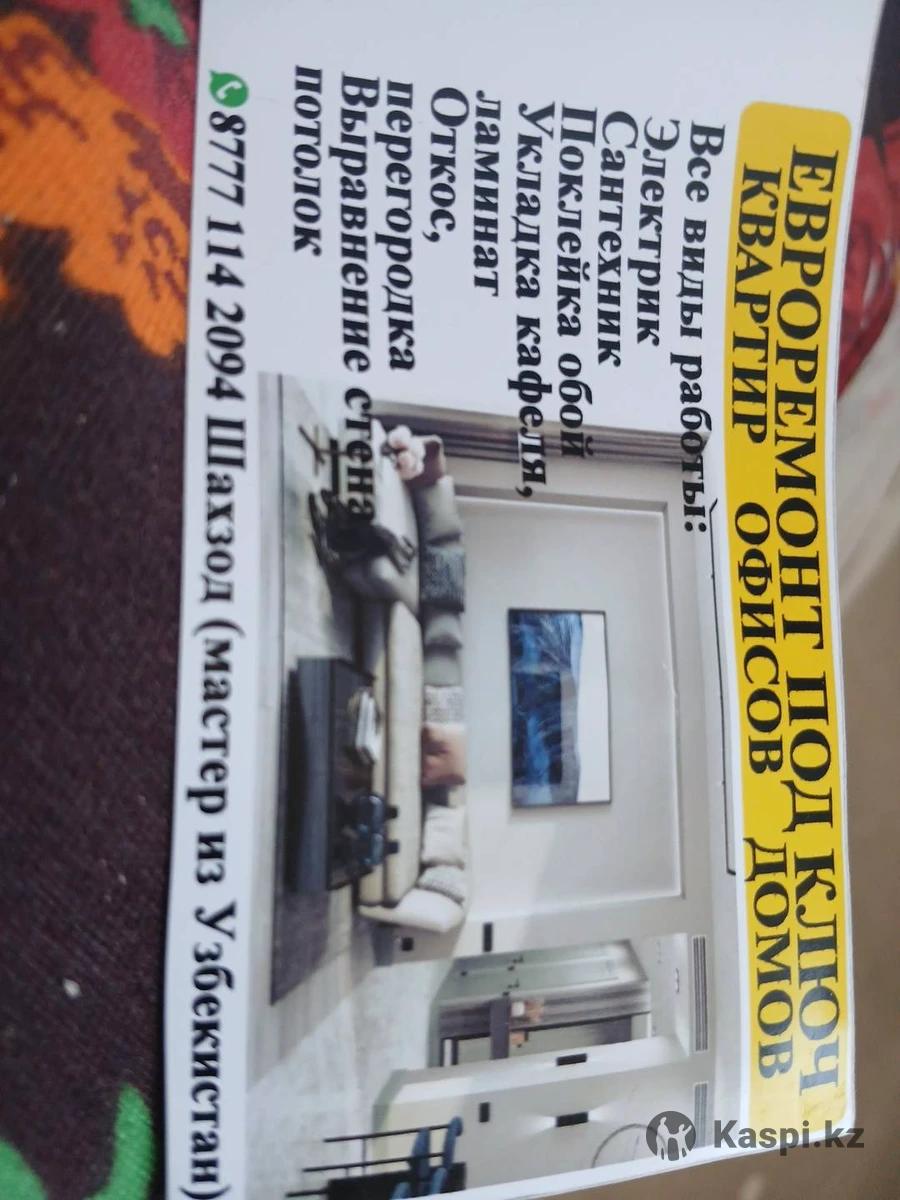 ЕВРОРЕМОНТ ПОД КЛЮЧ
КВАРТИР ОФИСОВ ДОМОВ
Все виды работы:
Электрик
Сантехник
Поклейка обой
Укладка кафеля,
ламинат
Откос,
перегородка
Выравнение стена
потолок
8777 114 2094 Шахзод (мастер из Узбекистан)
Kaspi.kz